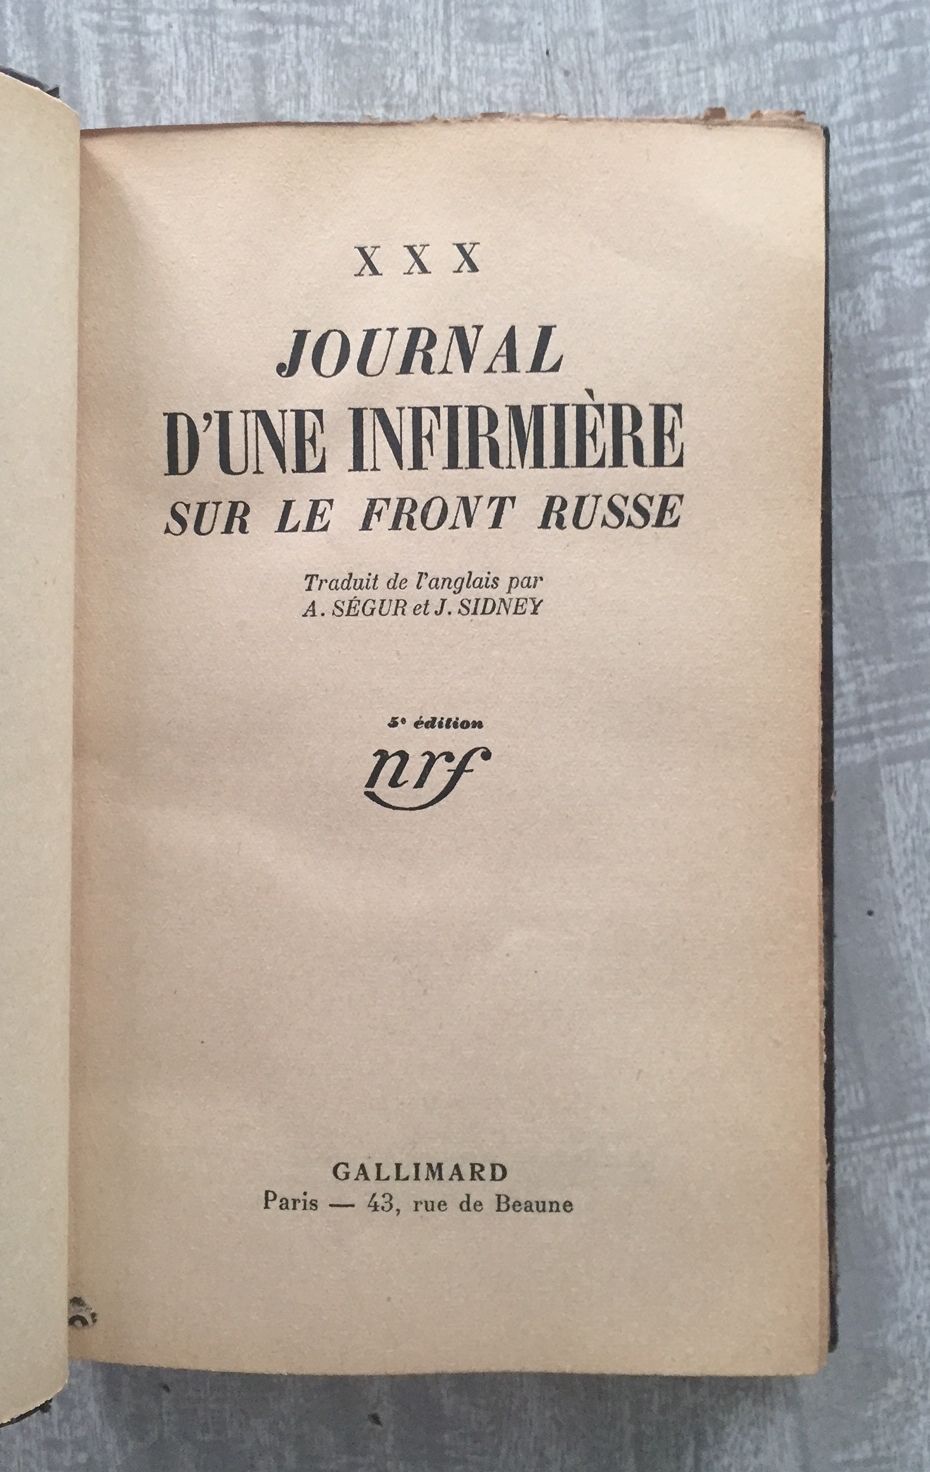 X X X
JOURNAL
D'UNE INFIRMIÈRE
SUR LE FRONT RUSSE
Traduit de l'anglais par
A. SÉGUR et J. SIDNEY
5e édition
nrf
GALLIMARD
Paris — 43, rue de Beaune